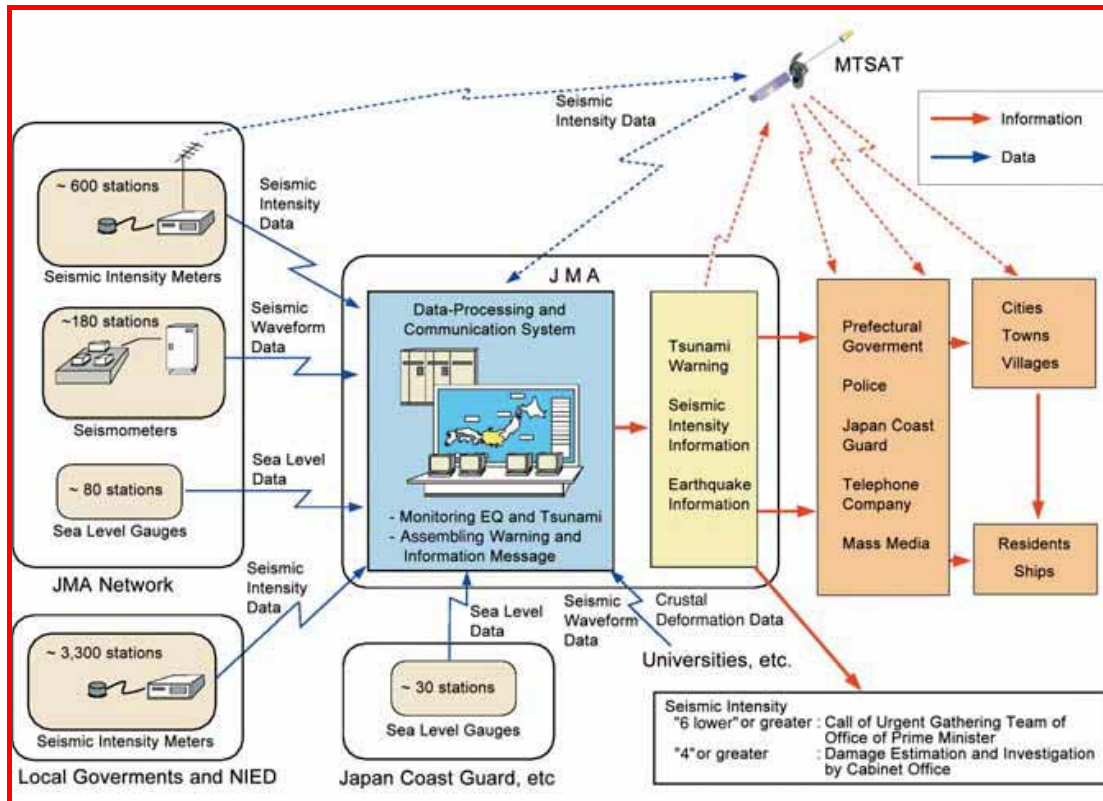 MTSAT
Information
Data
Seismic
Intensity Data
~ 600 stations
Seismic Intensity Meters
Seismic
Intensity
Data
~180 stations
Seismometers
Seismic
Waveform
Data
~ 80 stations
Sea Level Gauges
Sea Level
Data
JMA Network
~ 3,300 stations
Seismic Intensity Meters
Seismic
Intensity
Data
Local Goverments and NIED
JMA
Data-Processing and
Communication System
- Monitoring EQ and Tsunami
- Assembling Warning and
Information Message
Tsunami
Warning
Seismic
Intensity
Information
Earthquake
Information
Prefectural
Goverment
Police
Japan Coast
Guard
Telephone
Company
Mass Media
Cities
Towns
Villages
Residents
Ships
Sea Level
Data
~ 30 stations
Sea Level Gauges
Japan Coast Guard, etc
Seismic
Waveform
Data
Crustal
Deformation Data
Universities, etc.
Seismic Intensity
"6 lower" or greater : Call of Urgent Gathering Team of
Office of Prime Minister
"4" or greater : Damage Estimation and Investigation
by Cabinet Office